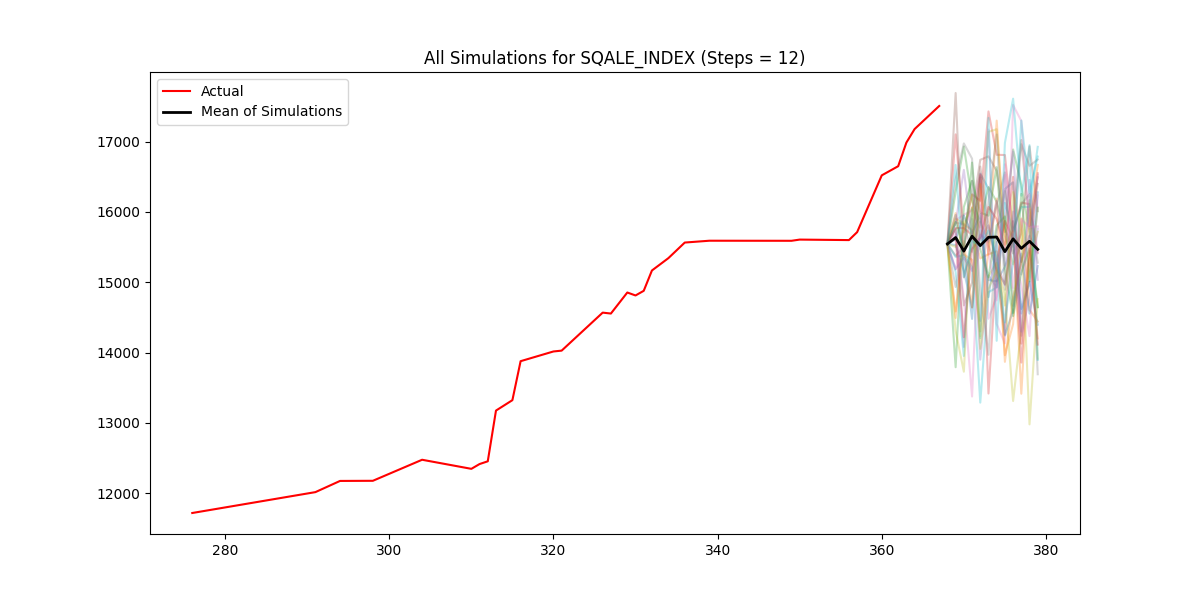 All Simulations for SQALE_INDEX (Steps = 12)
Actual
Mean of Simulations
17000
16000
15000
14000
13000
12000
280 300 320 340 360 380